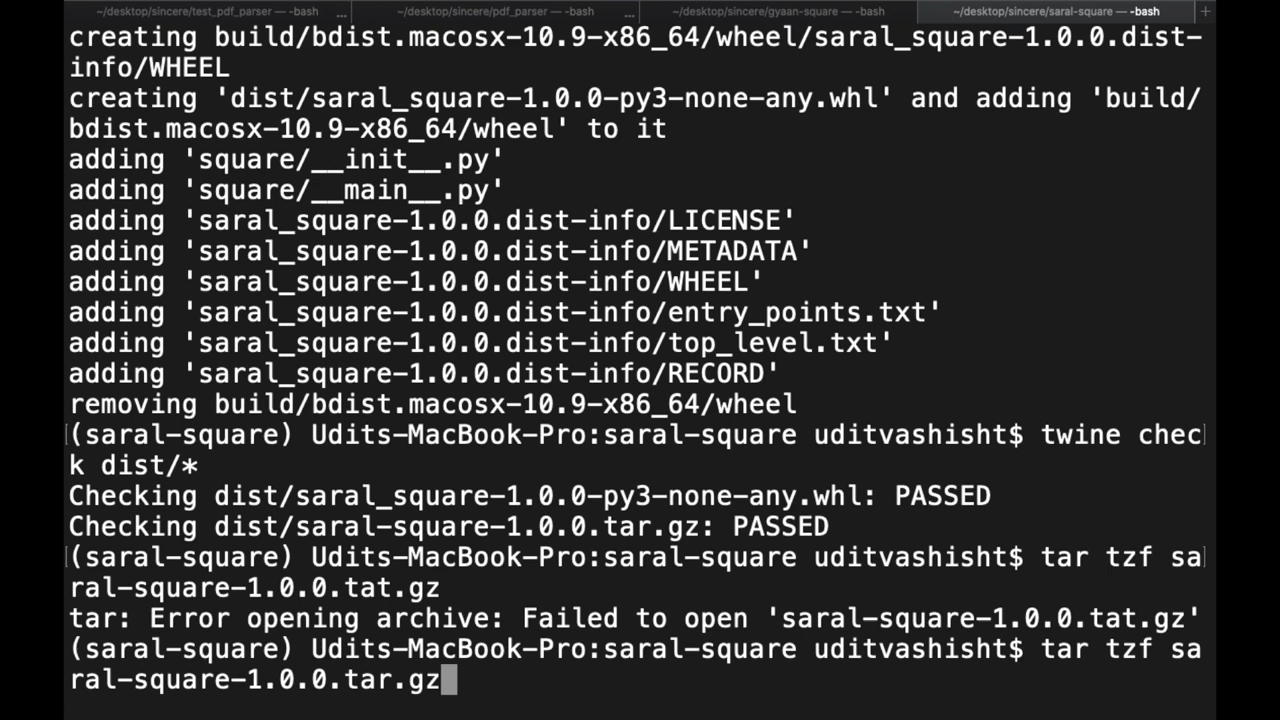 ~/desktop/sincere/test_pdf_parser — -bash ... ~/desktop/sincere/pdf_parser — -bash ... ~/desktop/sincere/gyaan-square — -bash ~/desktop/sincere/saral-square — -bash +
creating build/bdist.macosx-10.9-x86_64/wheel/saral_square-1.0.0.dist-
info/WHEEL
creating 'dist/saral_square-1.0.0-py3-none-any.whl' and adding 'build/
bdist.macosx-10.9-x86_64/wheel' to it
adding 'square/__init__.py'
adding 'square/__main__.py'
adding 'saral_square-1.0.0.dist-info/LICENSE'
adding 'saral_square-1.0.0.dist-info/METADATA'
adding 'saral_square-1.0.0.dist-info/WHEEL'
adding 'saral_square-1.0.0.dist-info/entry_points.txt'
adding 'saral_square-1.0.0.dist-info/top_level.txt'
adding 'saral_square-1.0.0.dist-info/RECORD'
removing build/bdist.macosx-10.9-x86_64/wheel
(saral-square) Udits-MacBook-Pro:saral-square uditvashisht$ twine chec
k dist/*
Checking dist/saral_square-1.0.0-py3-none-any.whl: PASSED
Checking dist/saral-square-1.0.0.tar.gz: PASSED
(saral-square) Udits-MacBook-Pro:saral-square uditvashisht$ tar tzf sa
ral-square-1.0.0.tat.gz
tar: Error opening archive: Failed to open 'saral-square-1.0.0.tat.gz'
(saral-square) Udits-MacBook-Pro:saral-square uditvashisht$ tar tzf sa
ral-square-1.0.0.tar.gz